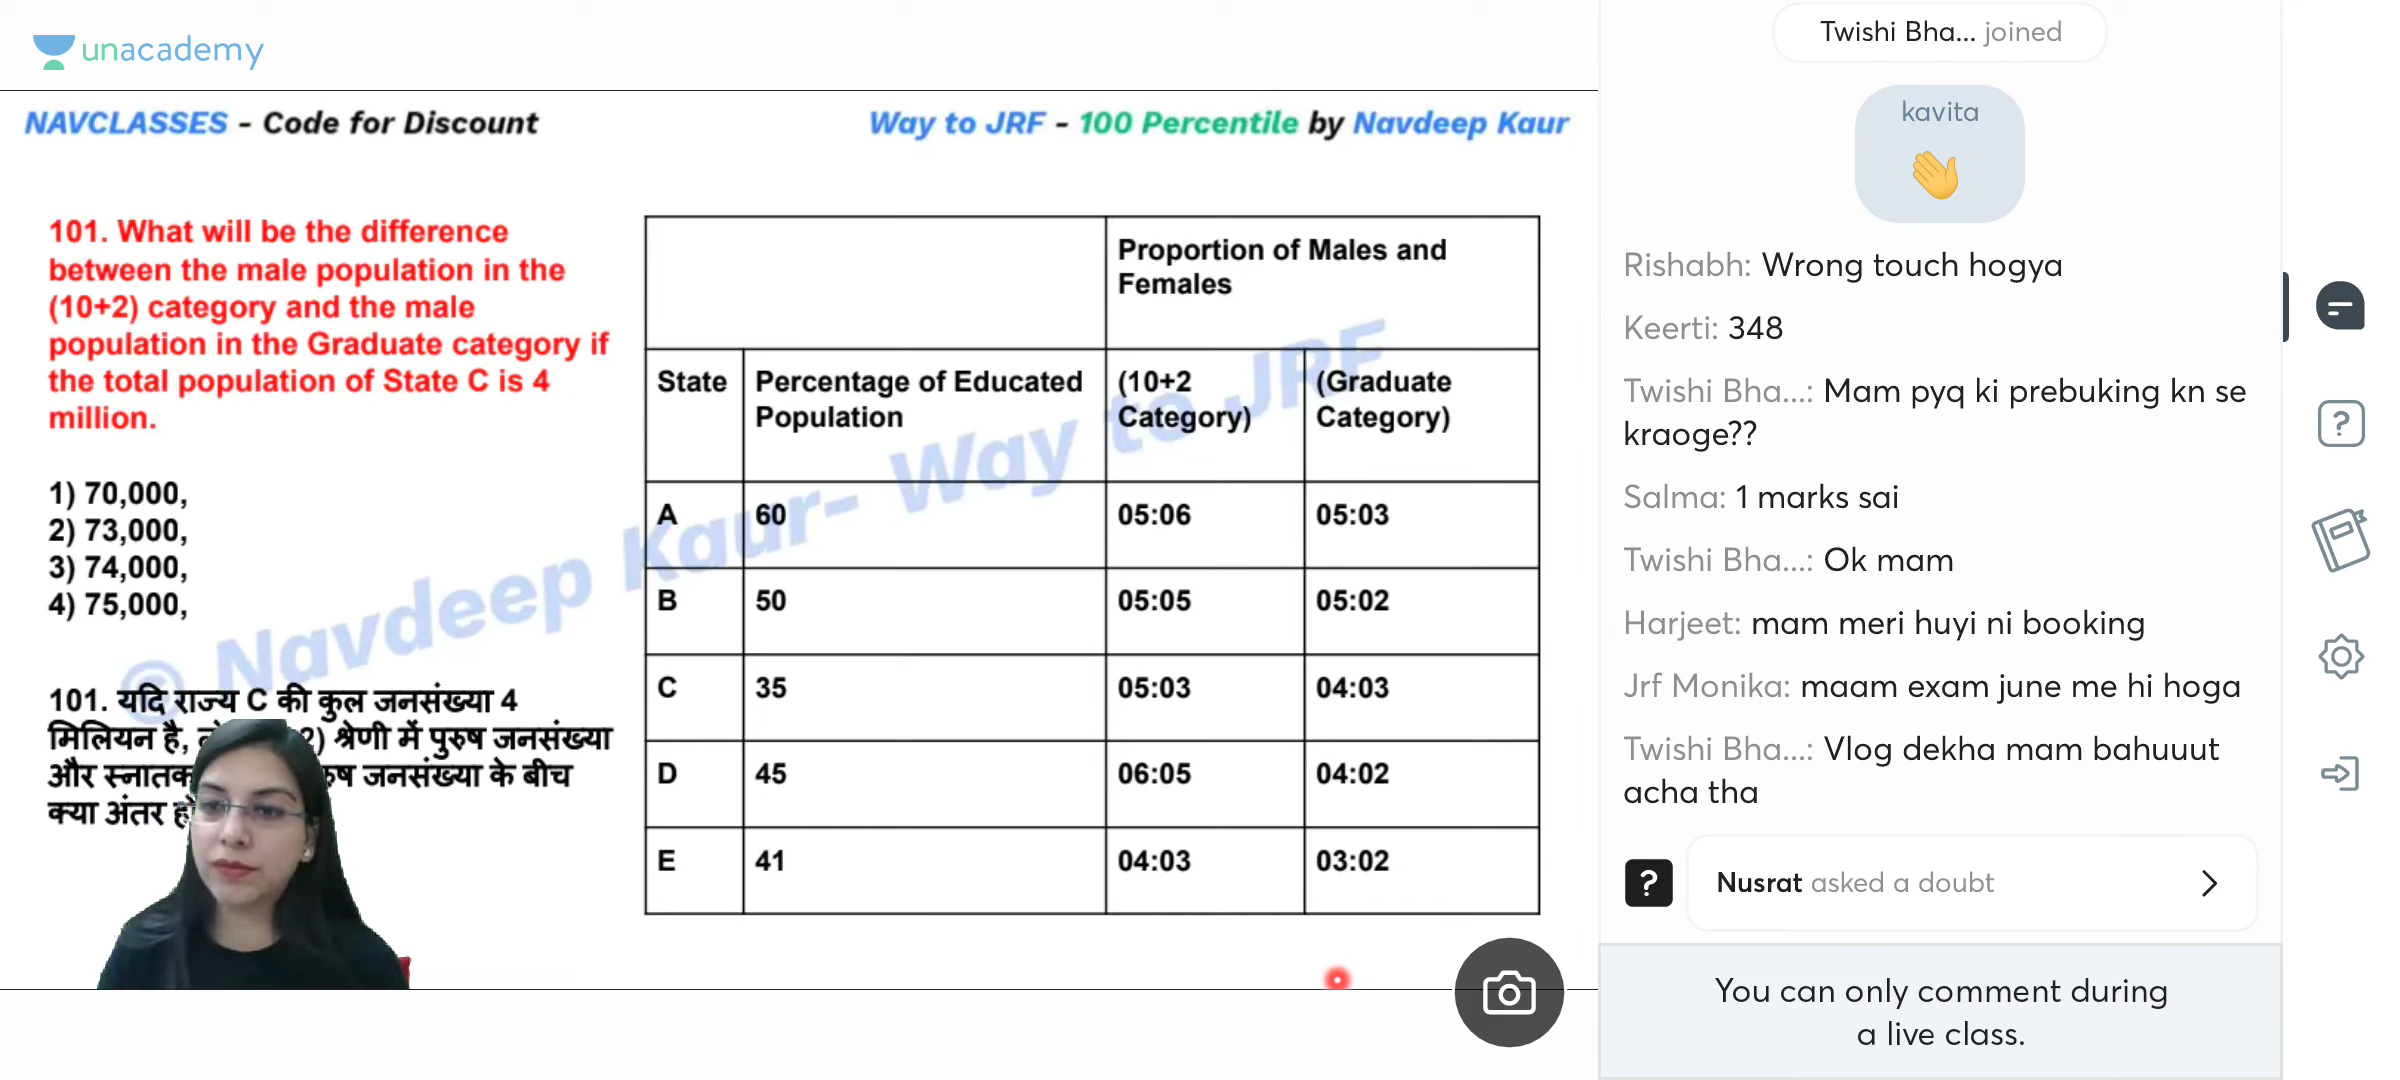 unacademy
NAVCLASSES - Code for Discount
Way to JRF - 100 Percentile by Navdeep Kaur
101. What will be the difference
between the male population in the
(10+2) category and the male
population in the Graduate category if
the total population of State C is 4
million.
1) 70,000,
2) 73,000,
3) 74,000,
4) 75,000,
101. यदि राज्य C की कुल जनसंख्या 4
मिलियन है, 2) श्रेणी में पुरुष जनसंख्या
और स्नातक जनसंख्या के बीच
क्या अंतर
Proportion of Males and
Females
State Percentage of Educated Population (10+2 Category) (Graduate Category)
A 60 05:06 05:03
B 50 05:05 05:02
C 35 05:03 04:03
D 45 06:05 04:02
E 41 04:03 03:02
© Navdeep Kaur- Way to JRF
Twishi Bha... joined
kavita
Rishabh: Wrong touch hogya
Keerti: 348
Twishi Bha...: Mam pyq ki prebuking kn se
kraoge??
Salma: 1 marks sai
Twishi Bha...: Ok mam
Harjeet: mam meri huyi ni booking
Jrf Monika: maam exam june me hi hoga
Twishi Bha...: Vlog dekha mam bahuuut
acha tha
? Nusrat asked a doubt
You can only comment during
a live class.